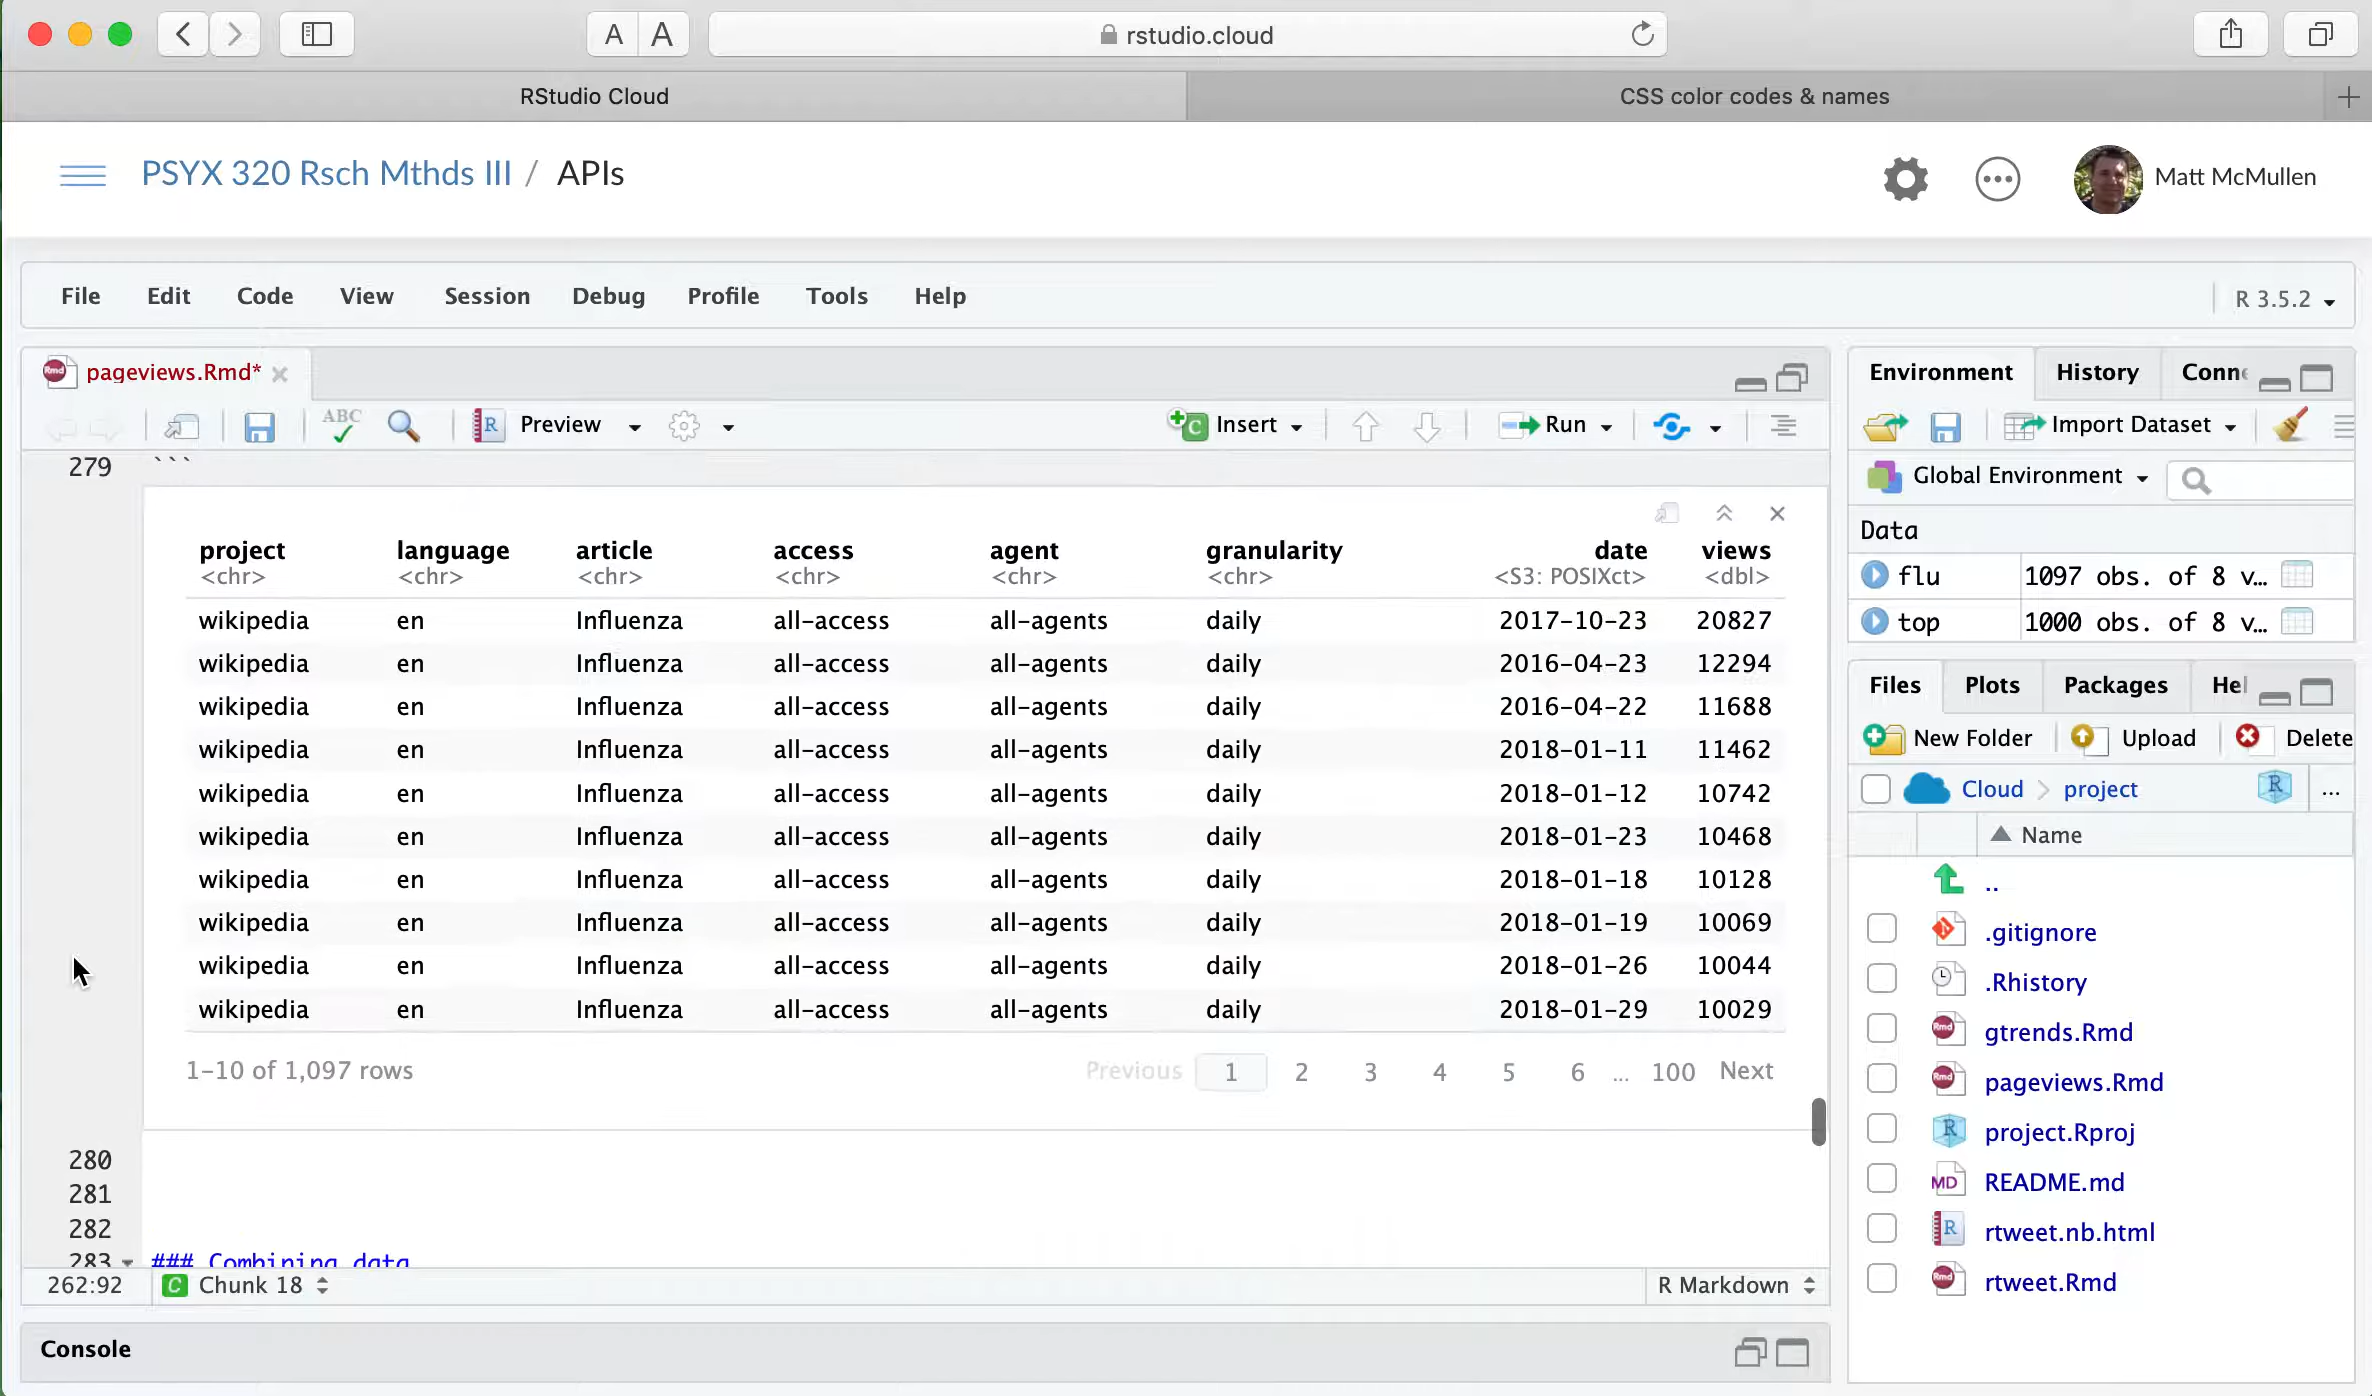 A A rstudio.cloud
RStudio Cloud CSS color codes & names
PSYX 320 Rsch Mthds III / APIs Matt McMullen
File Edit Code View Session Debug Profile Tools Help R 3.5.2
pageviews.Rmd*
ABC Preview Insert Run
279 ```
project language article access agent granularity date views
<chr> <chr> <chr> <chr> <chr> <chr> <S3: POSIXct> <dbl>
wikipedia en Influenza all-access all-agents daily 2017-10-23 20827
wikipedia en Influenza all-access all-agents daily 2016-04-23 12294
wikipedia en Influenza all-access all-agents daily 2016-04-22 11688
wikipedia en Influenza all-access all-agents daily 2018-01-11 11462
wikipedia en Influenza all-access all-agents daily 2018-01-12 10742
wikipedia en Influenza all-access all-agents daily 2018-01-23 10468
wikipedia en Influenza all-access all-agents daily 2018-01-18 10128
wikipedia en Influenza all-access all-agents daily 2018-01-19 10069
wikipedia en Influenza all-access all-agents daily 2018-01-26 10044
wikipedia en Influenza all-access all-agents daily 2018-01-29 10029
1-10 of 1,097 rows Previous 1 2 3 4 5 6 ... 100 Next
280
281
282
283 ### Combining data
262:92 C Chunk 18 R Markdown
Console
Environment History Conne
Import Dataset
Global Environment
Data
flu 1097 obs. of 8 v…
top 1000 obs. of 8 v…
Files Plots Packages Hel
New Folder Upload Delete
Cloud project R ...
Name
..
.gitignore
.Rhistory
Rmd gtrends.Rmd
Rmd pageviews.Rmd
R project.Rproj
MD README.md
R rtweet.nb.html
Rmd rtweet.Rmd